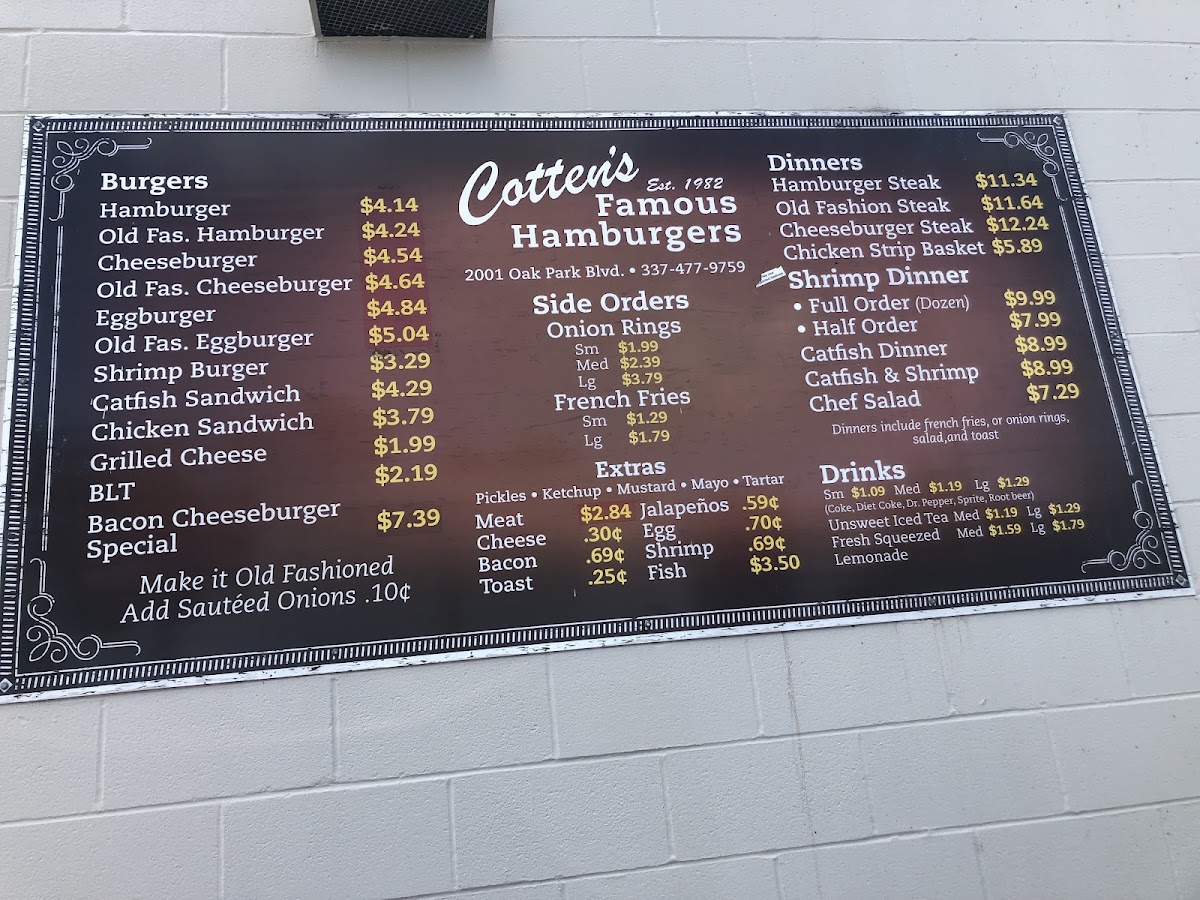 Burgers
Hamburger $4.14
Old Fas. Hamburger $4.24
Cheeseburger $4.54
Old Fas. Cheeseburger $4.64
Eggburger $4.84
Old Fas. Eggburger $5.04
Shrimp Burger $3.29
Catfish Sandwich $4.29
Chicken Sandwich $3.79
Grilled Cheese $1.99
BLT $2.19
Bacon Cheeseburger
Special $7.39
Make it Old Fashioned
Add Sautéed Onions .10¢
Cotten's
Est. 1982
Famous
Hamburgers
2001 Oak Park Blvd. • 337-477-9759
Side Orders
Onion Rings
Sm $1.99
Med $2.39
Lg $3.79
French Fries
Sm $1.29
Lg $1.79
Extras
Pickles • Ketchup • Mustard • Mayo • Tartar
Meat $2.84 Jalapeños .59¢
Cheese .30¢ Egg .70¢
Bacon .69¢ Shrimp .69¢
Toast .25¢ Fish $3.50
Dinners
Hamburger Steak $11.34
Old Fashion Steak $11.64
Cheeseburger Steak $12.24
Chicken Strip Basket $5.89
Shrimp Dinner
• Full Order (Dozen) $9.99
• Half Order $7.99
Catfish Dinner $8.99
Catfish & Shrimp $8.99
Chef Salad $7.29
Dinners include french fries, or onion rings,
salad,and toast
Drinks
Sm $1.09 Med $1.19 Lg $1.29
(Coke, Diet Coke, Dr. Pepper, Sprite, Root beer)
Unsweet Iced Tea Med $1.19 Lg $1.29
Fresh Squeezed Med $1.59 Lg $1.79
Lemonade